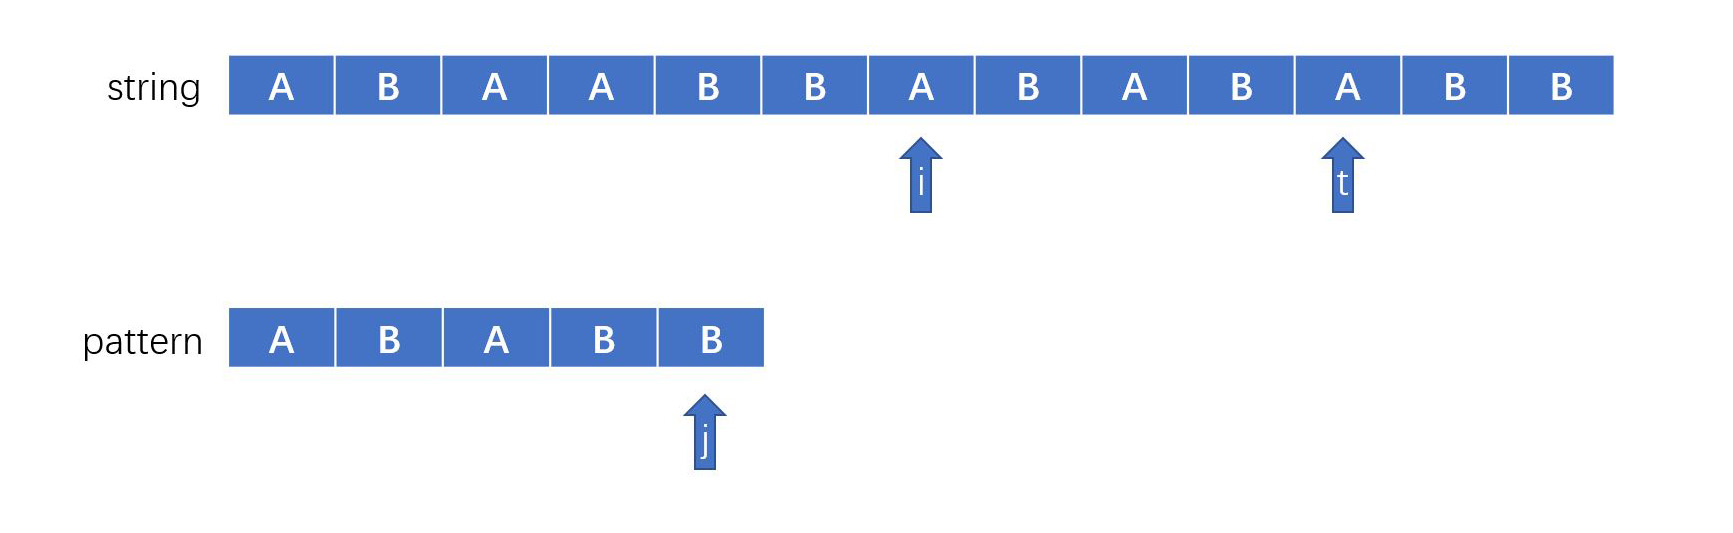 string A B A A B B A B A B A B B
i t
pattern A B A B B
j